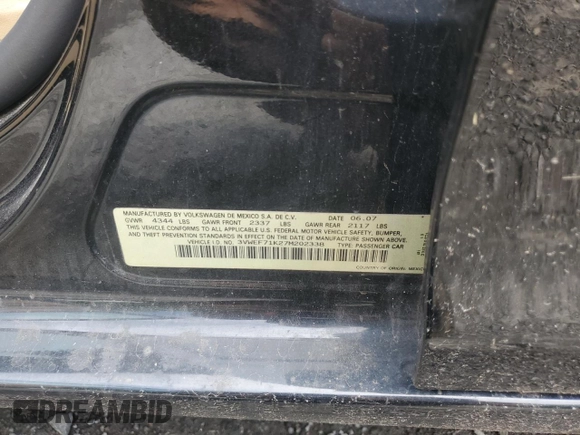 MANUFACTURED BY VOLKSWAGEN DE MEXICO S.A. DE C.V. DATE 06.07
GVWR 4344 LBS GAWR FRONT 2337 LBS GAWR REAR 2117 LBS
THIS VEHICLE CONFORMS TO ALL APPLICABLE U.S. FEDERAL MOTOR VEHICLE SAFETY, BUMPER,
AND THEFT PREVENTION STANDARDS IN EFFECT ON THE DATE OF MANUFACTURE SHOWN ABOVE.
VEHICLE I.D. NO. 3VWEF71K27M202338 TYPE: PASSENGER CAR
COUNTRY OF ORIGIN: MEXICO
DREAMBID